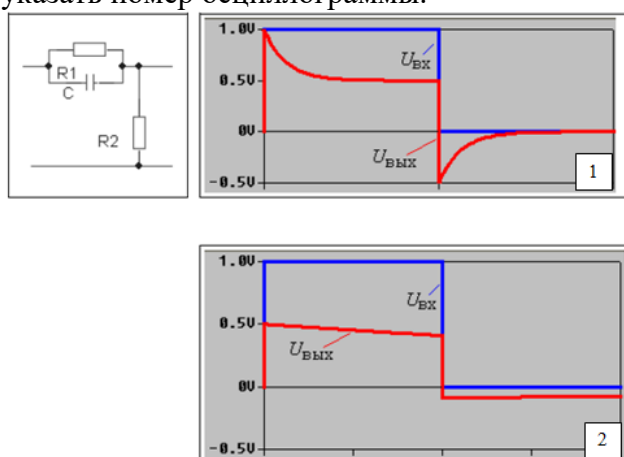 указать номер осциллограммы.
R1
C
R2
1.0V
0.5V
0V
-0.5V
UВХ
UВЫХ
1
1.0V
0.5V
0V
-0.5V
UВХ
UВЫХ
2